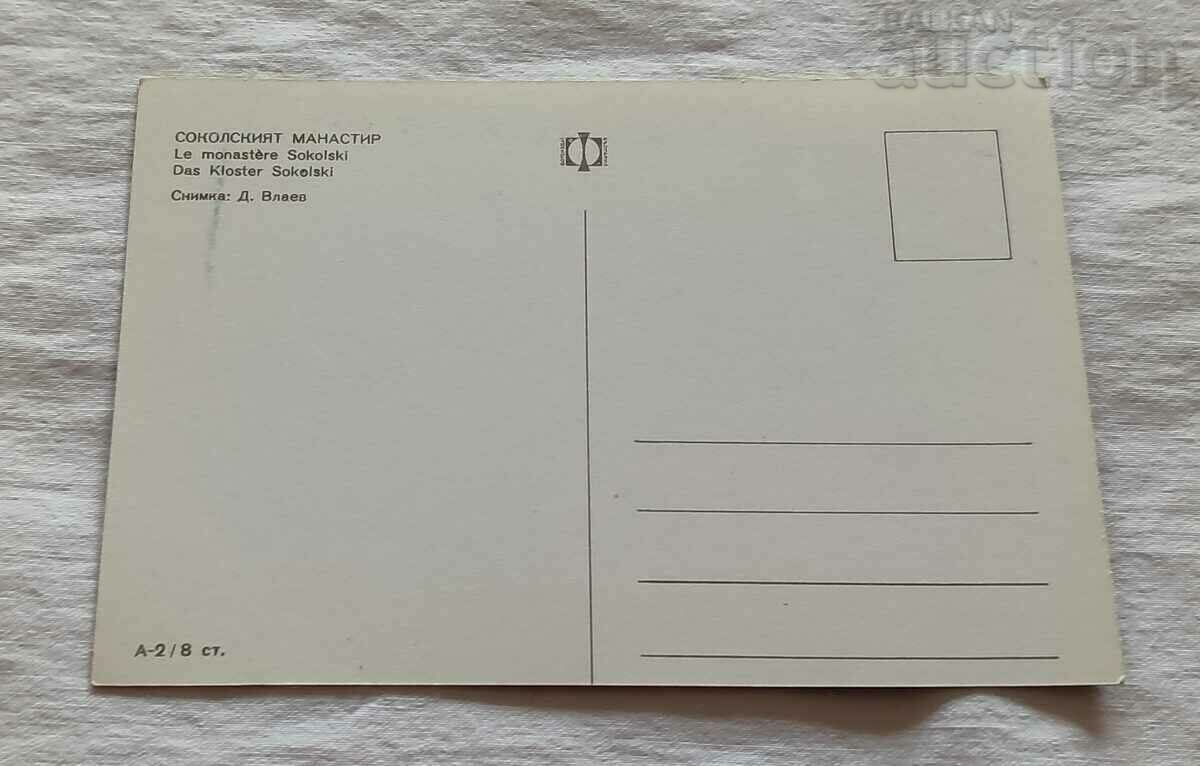 BALKAN
auction
СОКОЛСКИЯТ МАНАСТИР
Le monastère Sokolski
Das Kloster Sokolski
Снимка: Д. Влаев
А-2/8 ст.